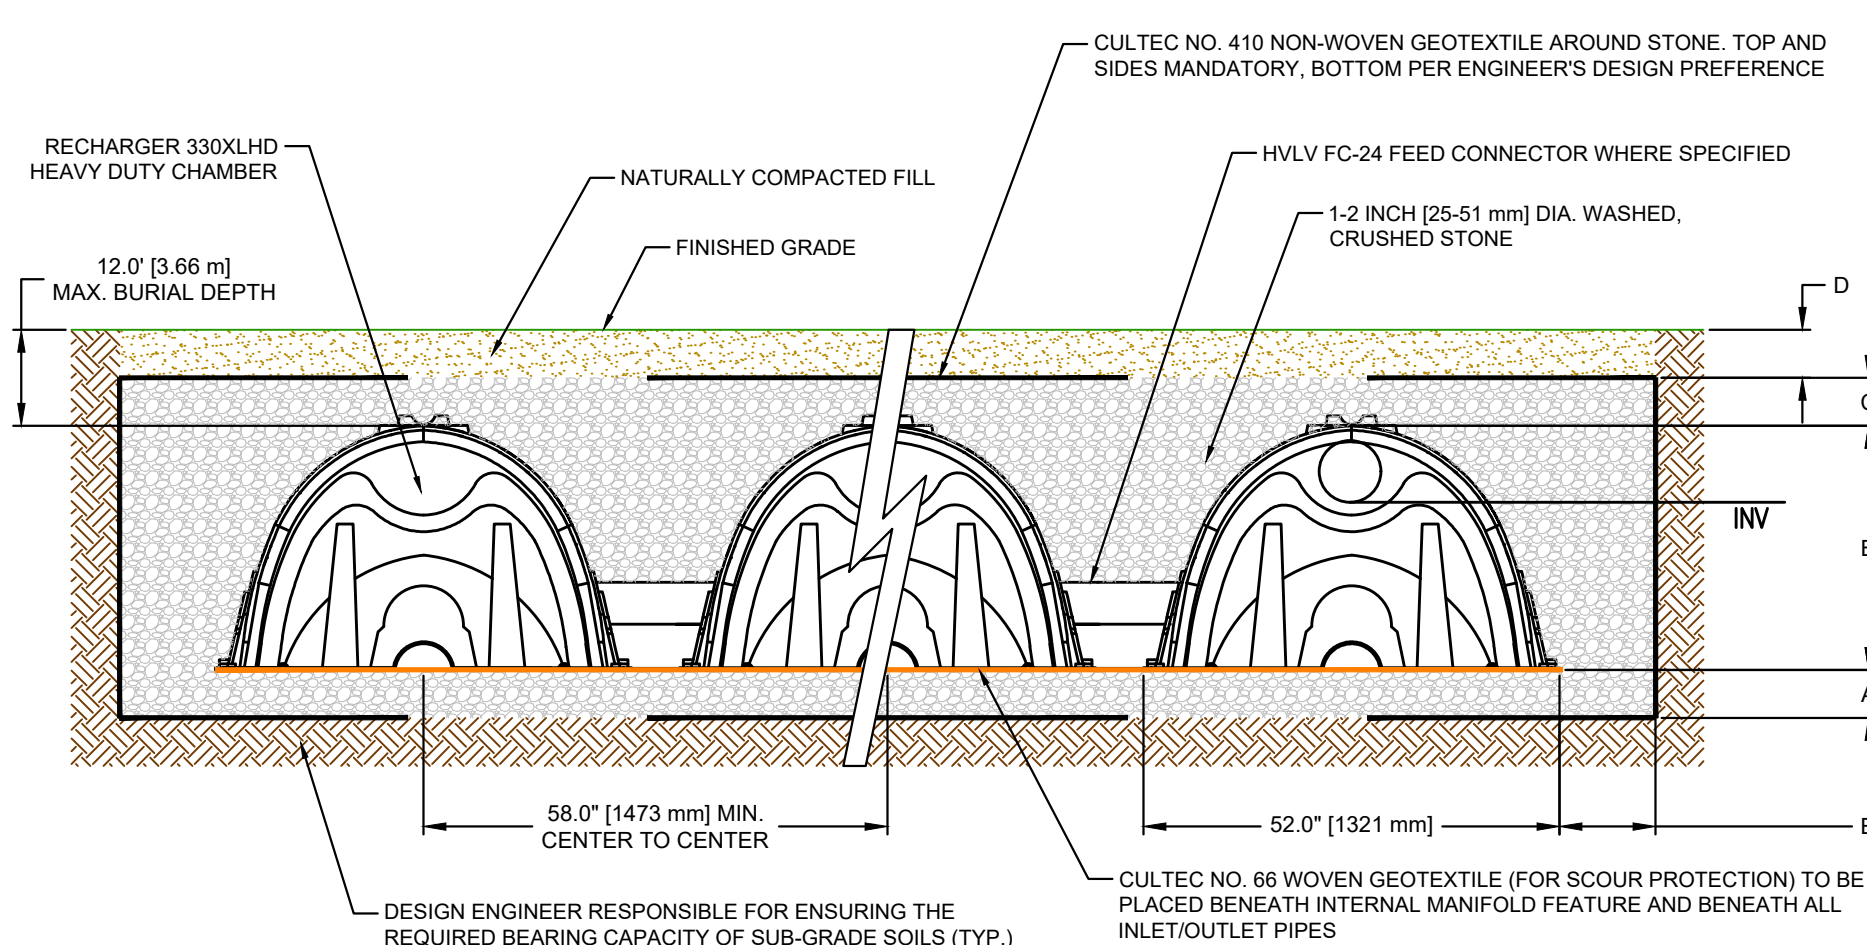 CULTEC NO. 410 NON-WOVEN GEOTEXTILE AROUND STONE. TOP AND
SIDES MANDATORY, BOTTOM PER ENGINEER'S DESIGN PREFERENCE
RECHARGER 330XLHD
HEAVY DUTY CHAMBER
HVLV FC-24 FEED CONNECTOR WHERE SPECIFIED
NATURALLY COMPACTED FILL
1-2 INCH [25-51 mm] DIA. WASHED,
CRUSHED STONE
FINISHED GRADE
12.0' [3.66 m]
MAX. BURIAL DEPTH
D
INV
58.0" [1473 mm] MIN.
CENTER TO CENTER
52.0" [1321 mm]
CULTEC NO. 66 WOVEN GEOTEXTILE (FOR SCOUR PROTECTION) TO BE
PLACED BENEATH INTERNAL MANIFOLD FEATURE AND BENEATH ALL
INLET/OUTLET PIPES
DESIGN ENGINEER RESPONSIBLE FOR ENSURING THE
REQUIRED BEARING CAPACITY OF SUB-GRADE SOILS (TYP.)